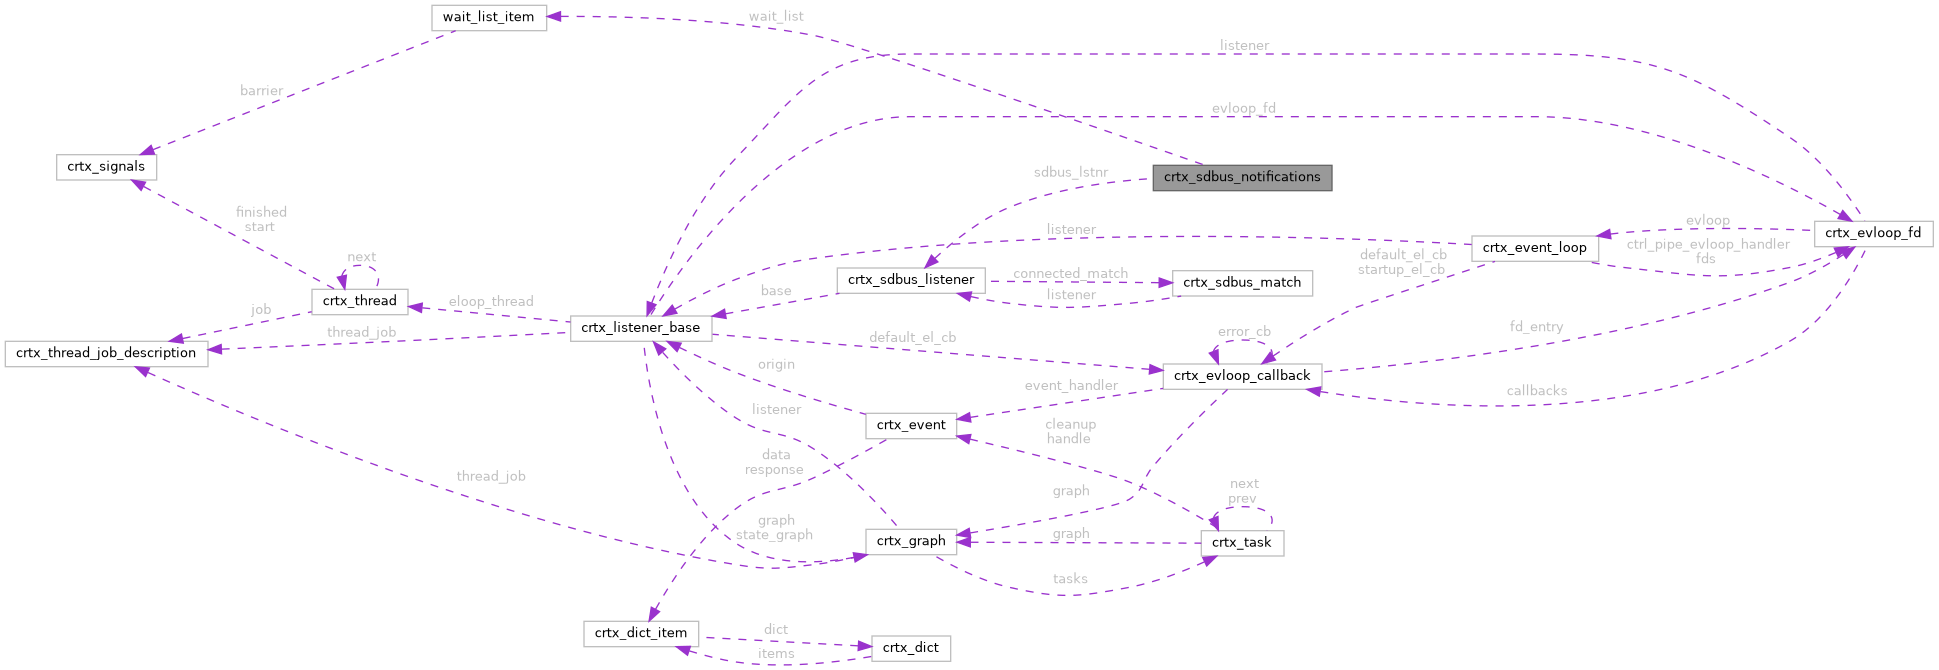 wait_list_item
wait_list
listener
barrier
evloop_fd
crtx_signals
sdbus_lstnr
crtx_sdbus_notifications
finished
start
listener
evloop
crtx_evloop_fd
ctrl_pipe_evloop_handler
fds
crtx_event_loop
default_el_cb
startup_el_cb
next
crtx_thread
crtx_sdbus_listener
connected_match
crtx_sdbus_match
base
listener
eloop_thread
job
crtx_listener_base
thread_job
default_el_cb
error_cb
fd_entry
crtx_thread_job_description
origin
crtx_evloop_callback
event_handler
callbacks
listener
crtx_event
cleanup
handle
data
response
thread_job
graph
next
prev
graph
state_graph
crtx_graph
graph
crtx_task
tasks
crtx_dict_item
dict
crtx_dict
items